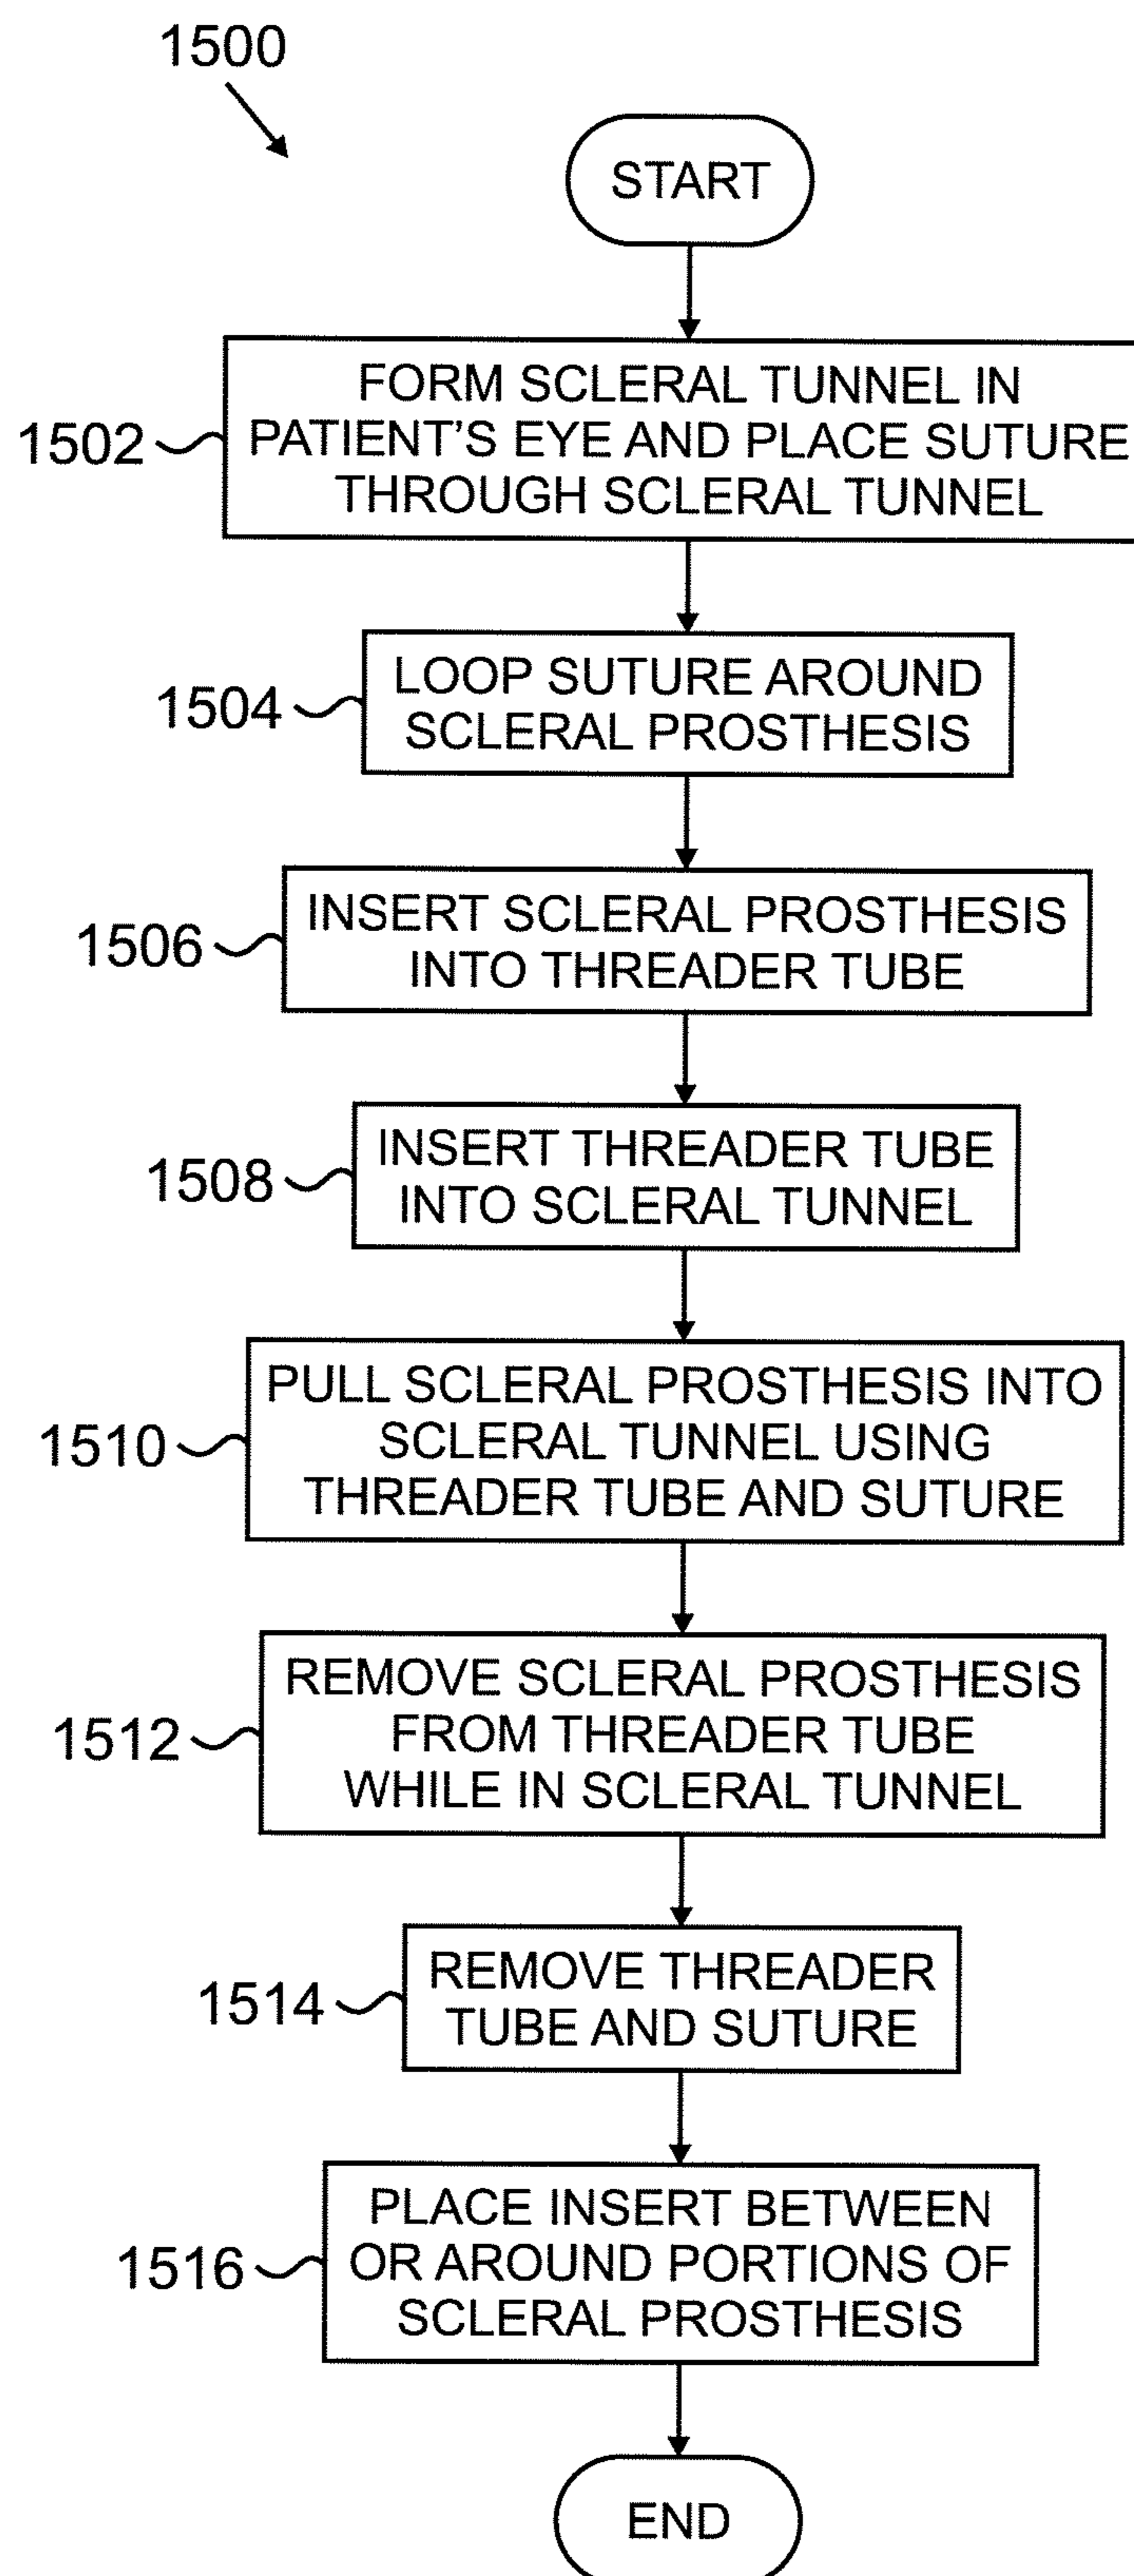 1500
START
1502
FORM SCLERAL TUNNEL IN
PATIENT'S EYE AND PLACE SUTURE
THROUGH SCLERAL TUNNEL
1504
LOOP SUTURE AROUND
SCLERAL PROSTHESIS
1506
INSERT SCLERAL PROSTHESIS
INTO THREADER TUBE
1508
INSERT THREADER TUBE
INTO SCLERAL TUNNEL
1510
PULL SCLERAL PROSTHESIS INTO
SCLERAL TUNNEL USING
THREADER TUBE AND SUTURE
1512
REMOVE SCLERAL PROSTHESIS
FROM THREADER TUBE
WHILE IN SCLERAL TUNNEL
1514
REMOVE THREADER
TUBE AND SUTURE
1516
PLACE INSERT BETWEEN
OR AROUND PORTIONS OF
SCLERAL PROSTHESIS
END